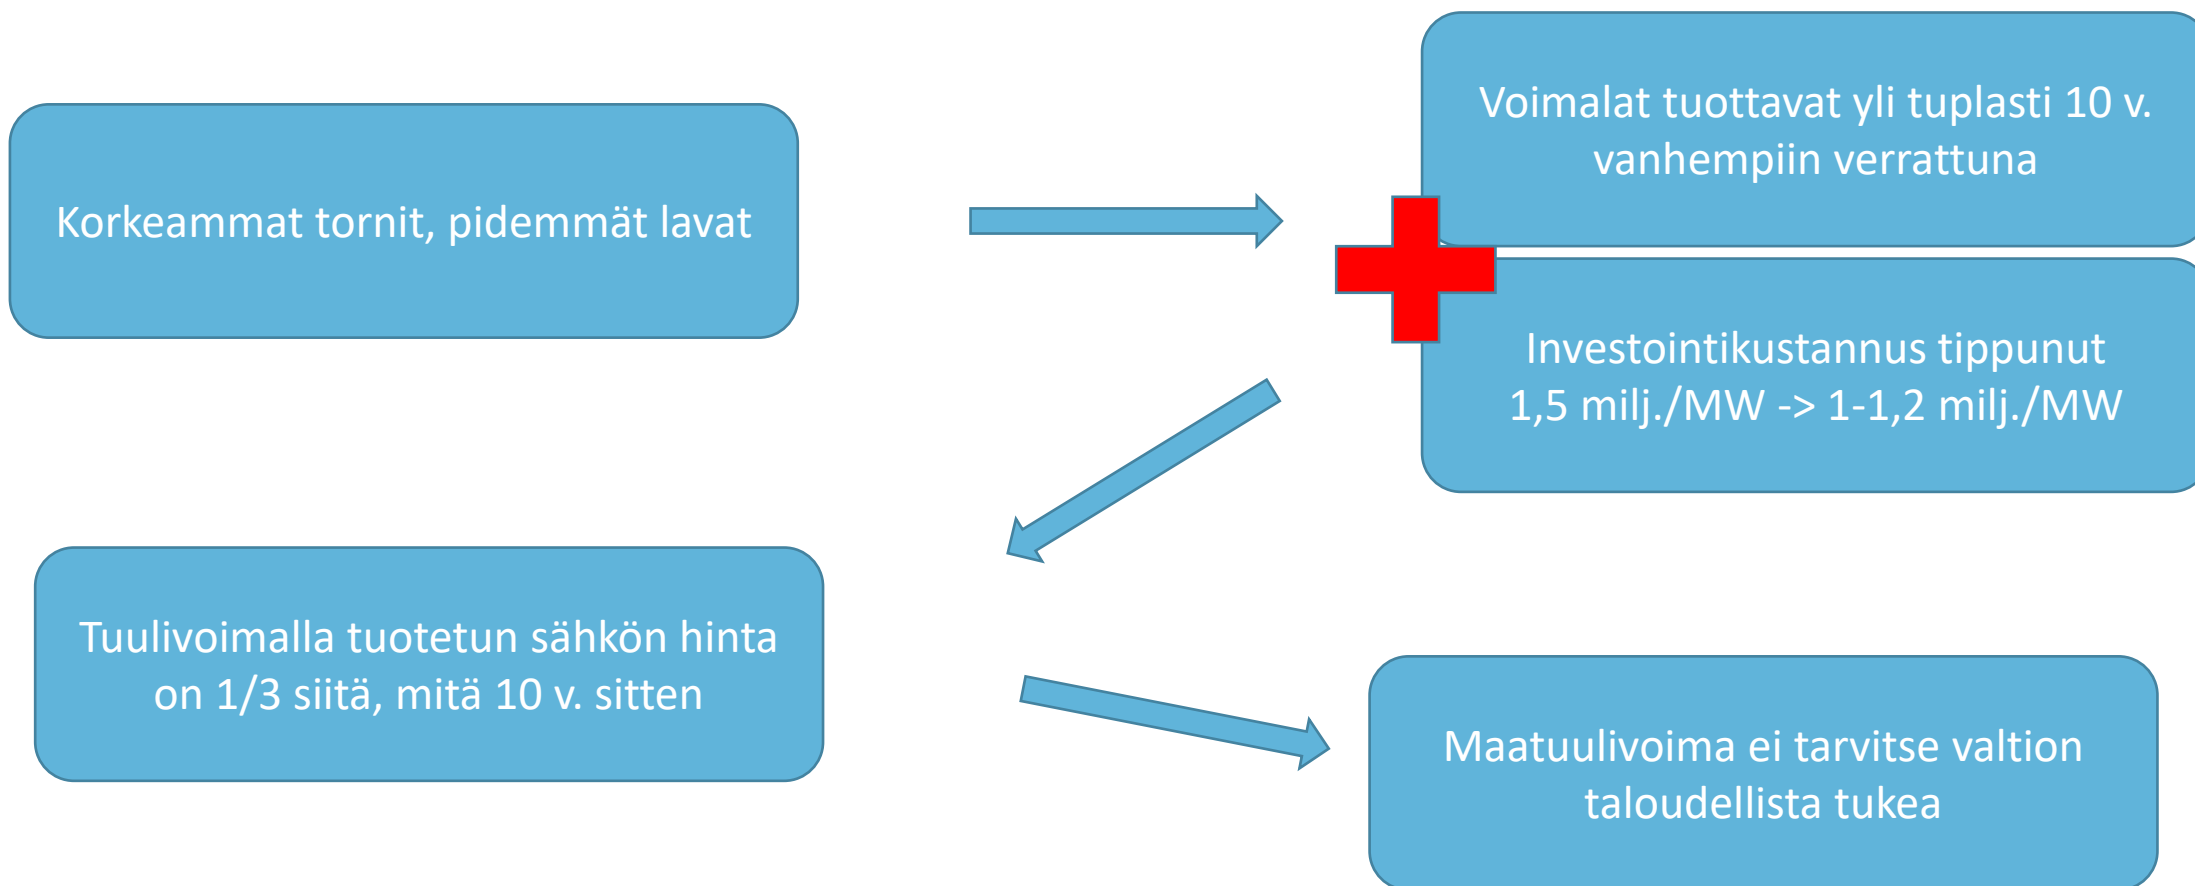 Korkeammat tornit, pidemmät lavat
Voimalat tuottavat yli tuplasti 10 v.
vanhempiin verrattuna
Investointikustannus tippunut
1,5 milj./MW -> 1-1,2 milj./MW
Tuulivoimalla tuotetun sähkön hinta
on 1/3 siitä, mitä 10 v. sitten
Maatuulivoima ei tarvitse valtion
taloudellista tukea